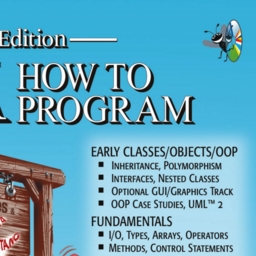 Edition
HOW TO
PROGRAM
EARLY CLASSES/OBJECTS/OOP
■ INHERITANCE, POLYMORPHISM
■ INTERFACES, NESTED CLASSES
■ OPTIONAL GUI/GRAPHICS TRACK
■ OOP CASE STUDIES, UML™ 2
FUNDAMENTALS
■ I/O, TYPES, ARRAYS, OPERATORS
■ METHODS, CONTROL STATEMENTS